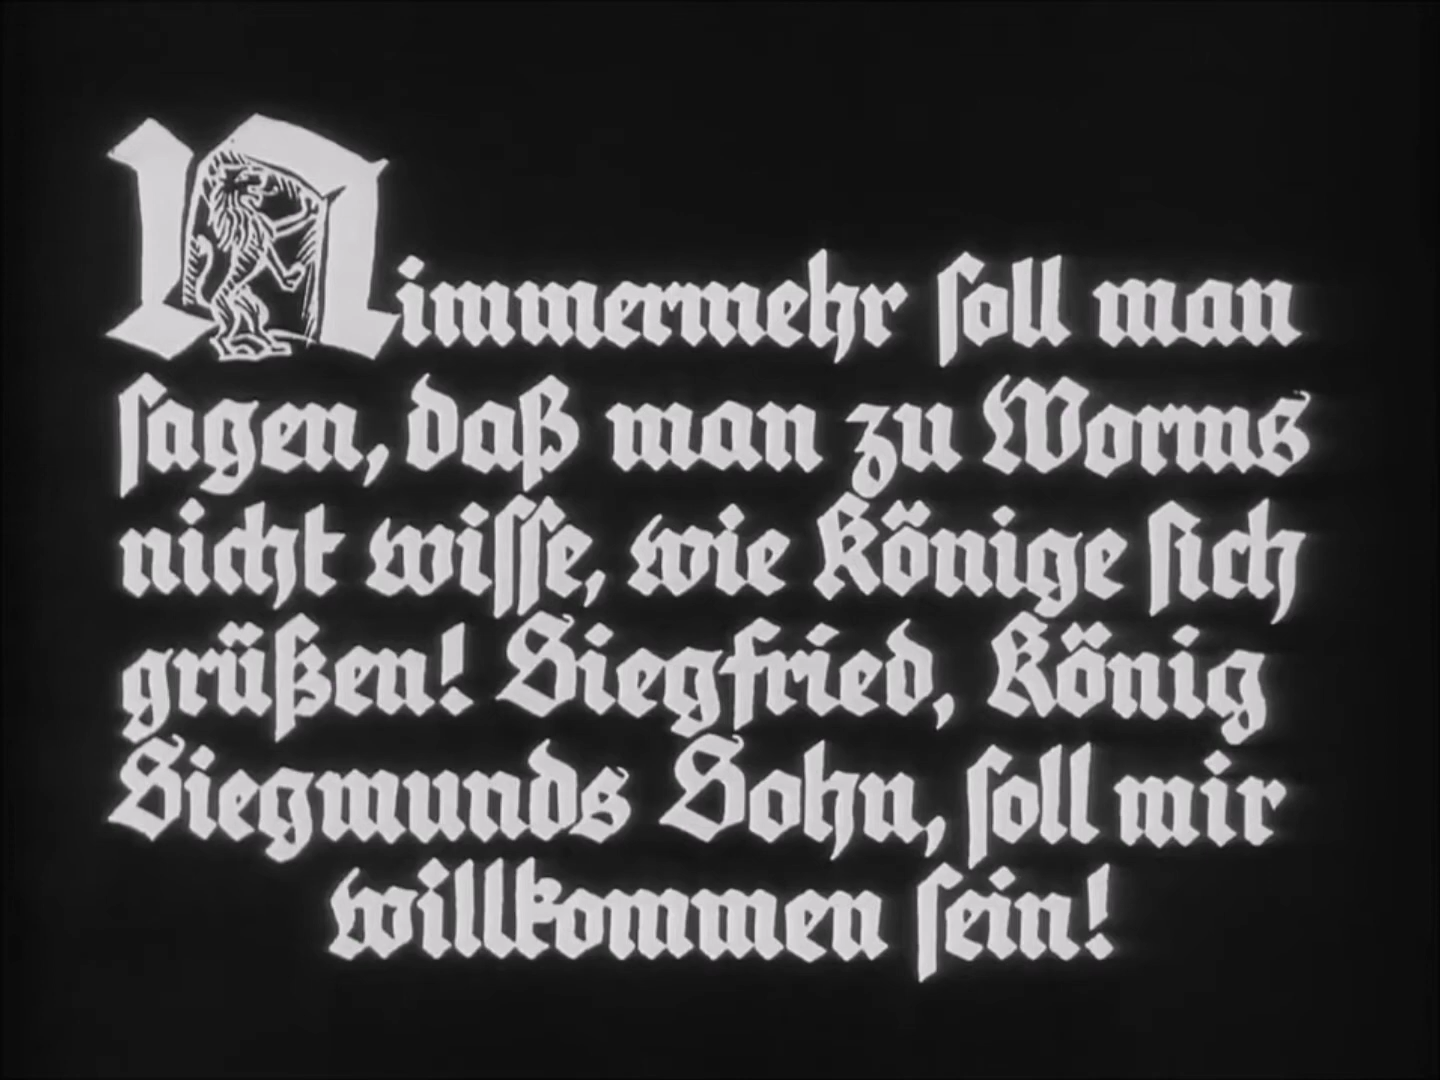 Nimmermehr soll man
sagen, daß man zu Worms
nicht wisse, wie Könige sich
grüßen! Siegfried, König
Siegmunds Sohn, soll mir
willkommen sein!